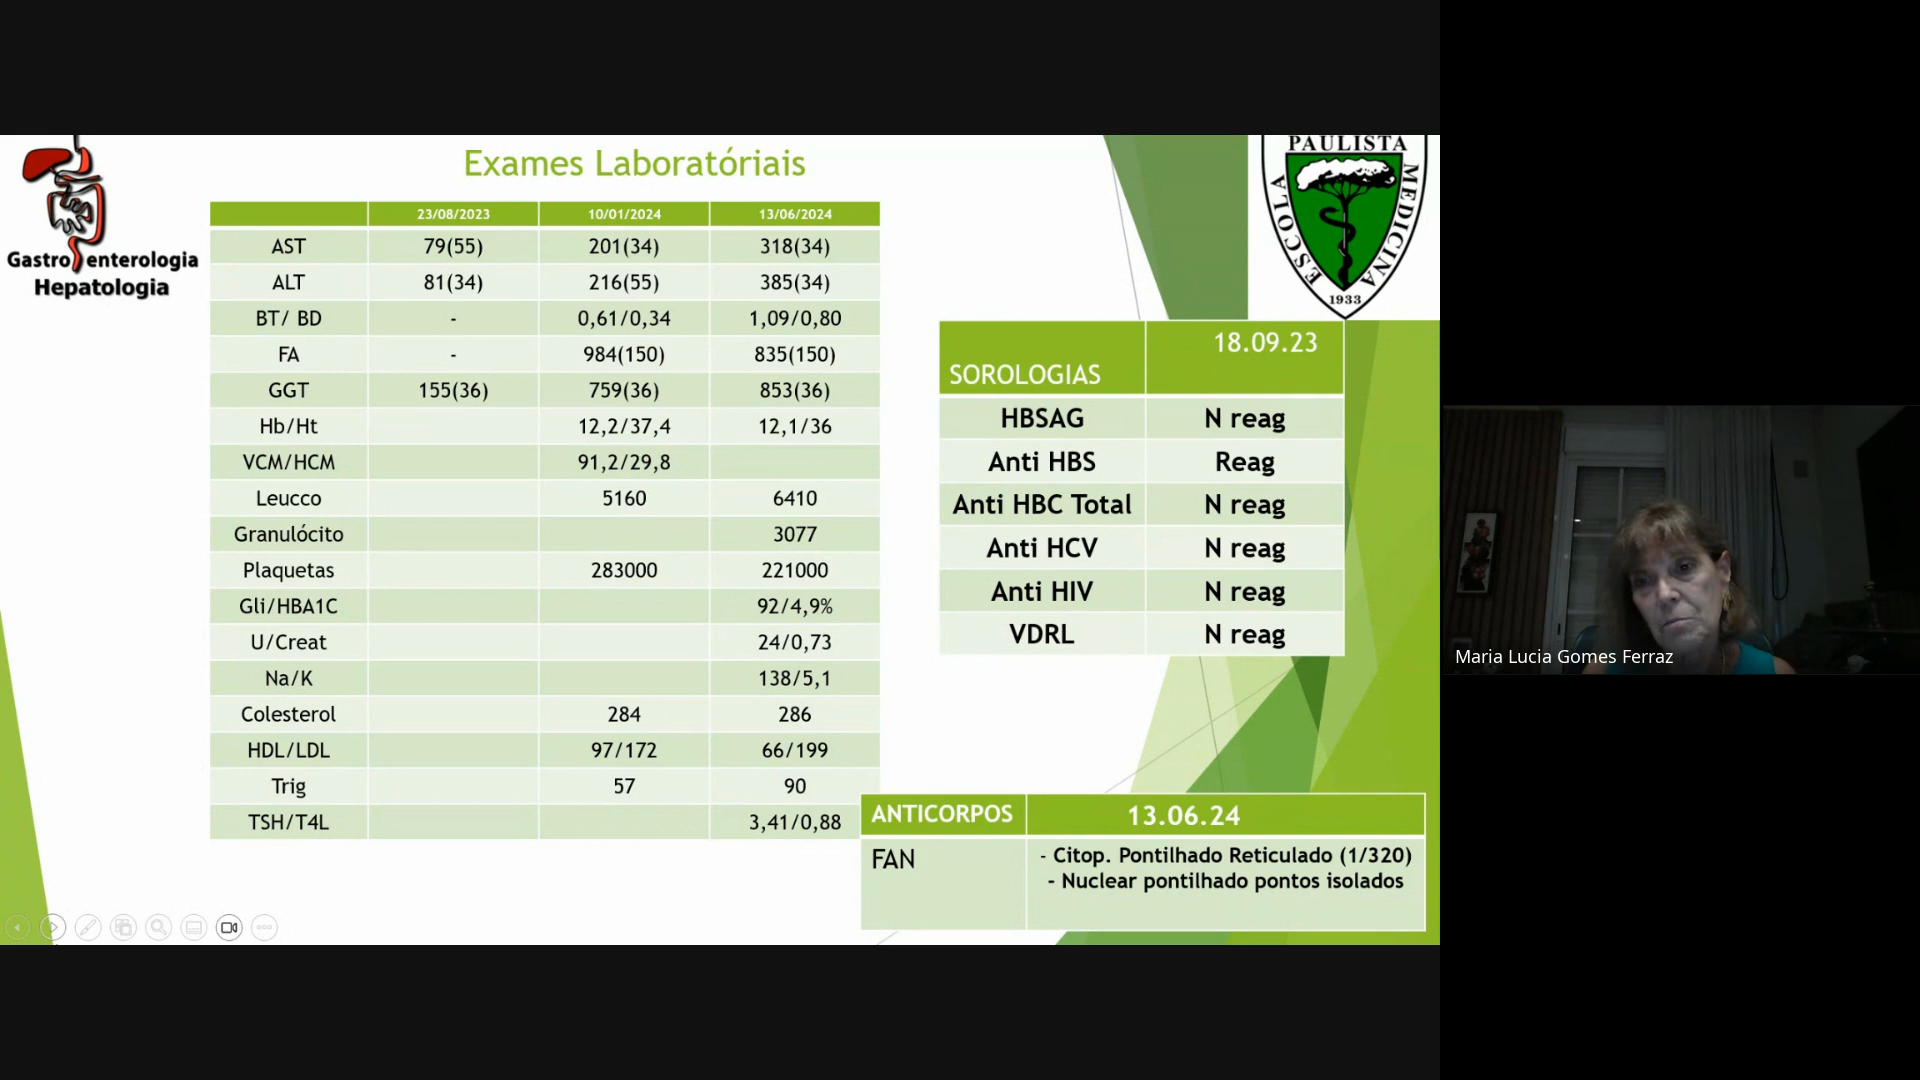 Exames Laboratóriais
Gastro enterologia
Hepatologia
PAULISTA
ESCOLA
MEDICINA
1933
23/08/2023 10/01/2024 13/06/2024
AST 79(55) 201(34) 318(34)
ALT 81(34) 216(55) 385(34)
BT/ BD - 0,61/0,34 1,09/0,80
FA - 984(150) 835(150)
GGT 155(36) 759(36) 853(36)
Hb/Ht 12,2/37,4 12,1/36
VCM/HCM 91,2/29,8
Leucco 5160 6410
Granulócito 3077
Plaquetas 283000 221000
Gli/HBA1C 92/4,9%
U/Creat 24/0,73
Na/K 138/5,1
Colesterol 284 286
HDL/LDL 97/172 66/199
Trig 57 90
TSH/T4L 3,41/0,88
SOROLOGIAS 18.09.23
HBSAG N reag
Anti HBS Reag
Anti HBC Total N reag
Anti HCV N reag
Anti HIV N reag
VDRL N reag
ANTICORPOS 13.06.24
FAN - Citop. Pontilhado Reticulado (1/320)
- Nuclear pontilhado pontos isolados
Maria Lucia Gomes Ferraz